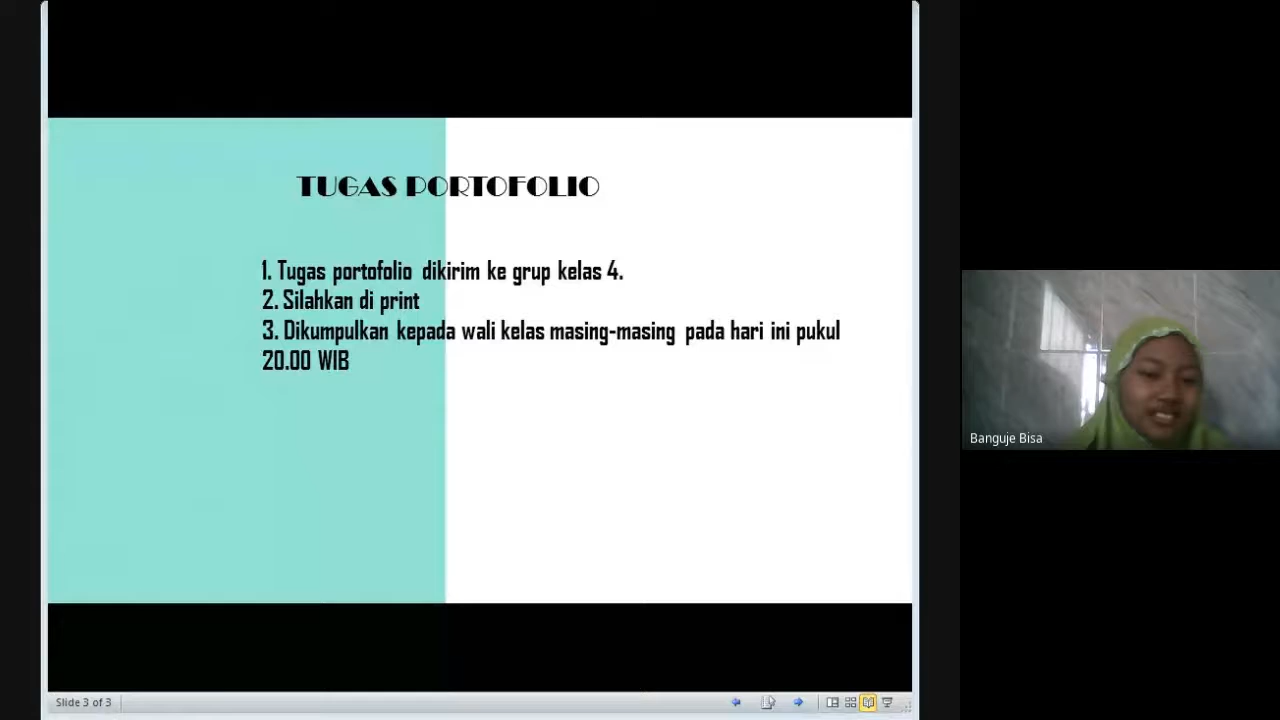 TUGAS PORTOFOLIO
1. Tugas portofolio dikirim ke grup kelas 4.
2. Silahkan di print
3. Dikumpulkan kepada wali kelas masing-masing pada hari ini pukul
20.00 WIB
Banguje Bisa
Slide 3 of 3